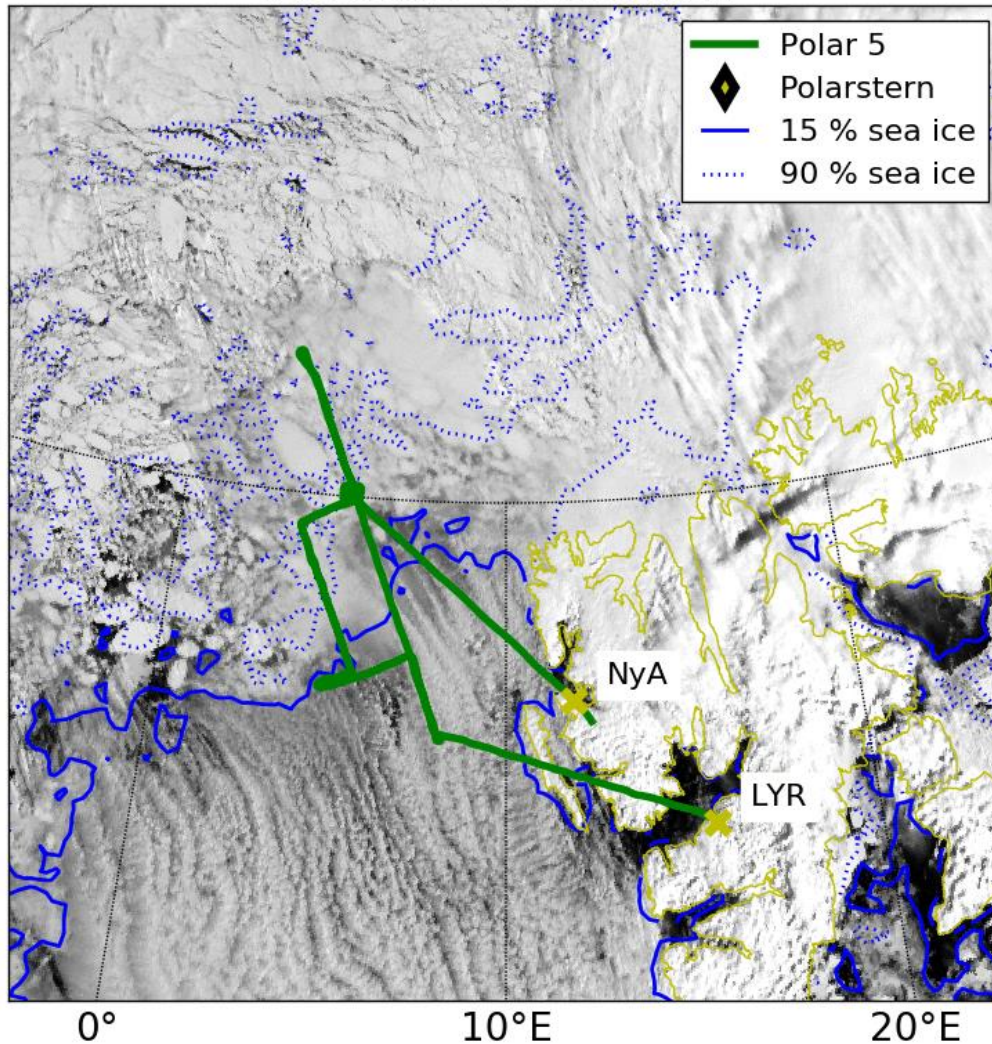 Polar 5
Polarstern
15 % sea ice
90 % sea ice
NyA
LYR
0°
10°E
20°E